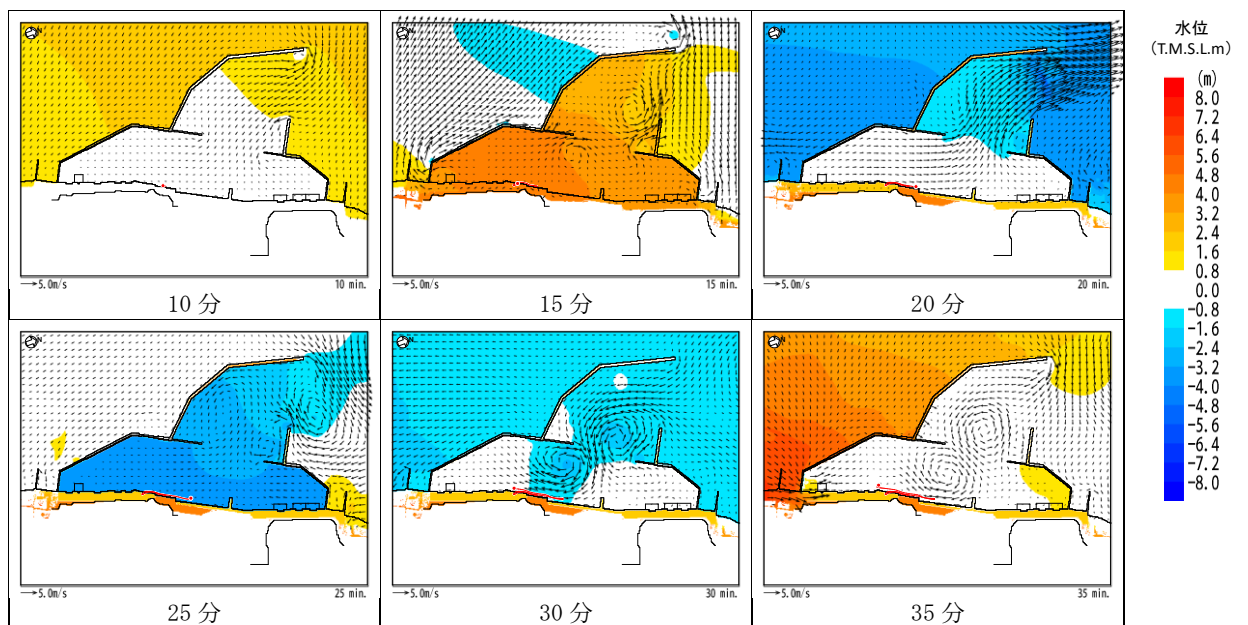 水位
(T.M.S.L.m)
(m)
8.0
7.2
6.4
5.6
4.8
4.0
3.2
2.4
1.6
0.8
0.0
-0.8
-1.6
-2.4
-3.2
-4.0
-4.8
-5.6
-6.4
-7.2
-8.0
N
5.0m/s
10 min.
10 分
N
5.0m/s
15 min.
15 分
N
5.0m/s
20 min.
20 分
N
5.0m/s
25 min.
25 分
N
5.0m/s
30 min.
30 分
N
5.0m/s
35 min.
35 分